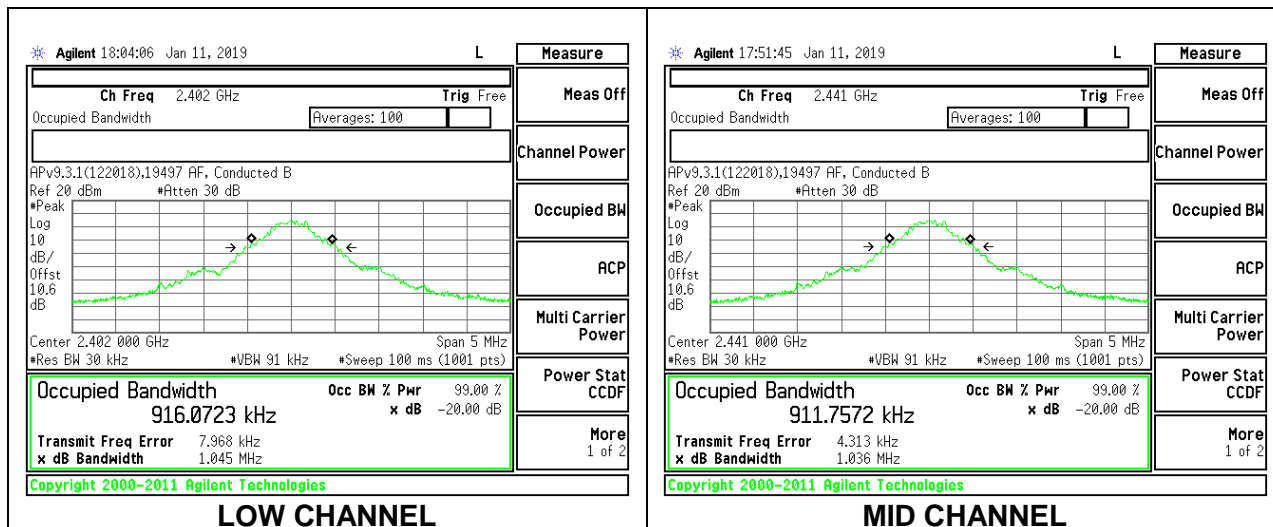 Agilent 18:04:06 Jan 11, 2019 L
Measure
Ch Freq 2.402 GHz Trig Free
Occupied Bandwidth Averages: 100
APv9.3.1(122018),19497 AF, Conducted B
Ref 20 dBm #Atten 30 dB
#Peak
Log
10
dB/
Offst
10.6
dB
Center 2.402 000 GHz Span 5 MHz
#Res BW 30 kHz #VBW 91 kHz #Sweep 100 ms (1001 pts)
Occupied Bandwidth Occ BW % Pwr 99.00 %
916.0723 kHz x dB -20.00 dB
Transmit Freq Error 7.968 kHz
x dB Bandwidth 1.045 MHz
Copyright 2000-2011 Agilent Technologies
Meas Off
Channel Power
Occupied BW
ACP
Multi Carrier
Power
Power Stat
CCDF
More
1 of 2
LOW CHANNEL
Agilent 17:51:45 Jan 11, 2019 L
Measure
Ch Freq 2.441 GHz Trig Free
Occupied Bandwidth Averages: 100
APv9.3.1(122018),19497 AF, Conducted B
Ref 20 dBm #Atten 30 dB
#Peak
Log
10
dB/
Offst
10.6
dB
Center 2.441 000 GHz Span 5 MHz
#Res BW 30 kHz #VBW 91 kHz #Sweep 100 ms (1001 pts)
Occupied Bandwidth Occ BW % Pwr 99.00 %
911.7572 kHz x dB -20.00 dB
Transmit Freq Error 4.313 kHz
x dB Bandwidth 1.036 MHz
Copyright 2000-2011 Agilent Technologies
Meas Off
Channel Power
Occupied BW
ACP
Multi Carrier
Power
Power Stat
CCDF
More
1 of 2
MID CHANNEL